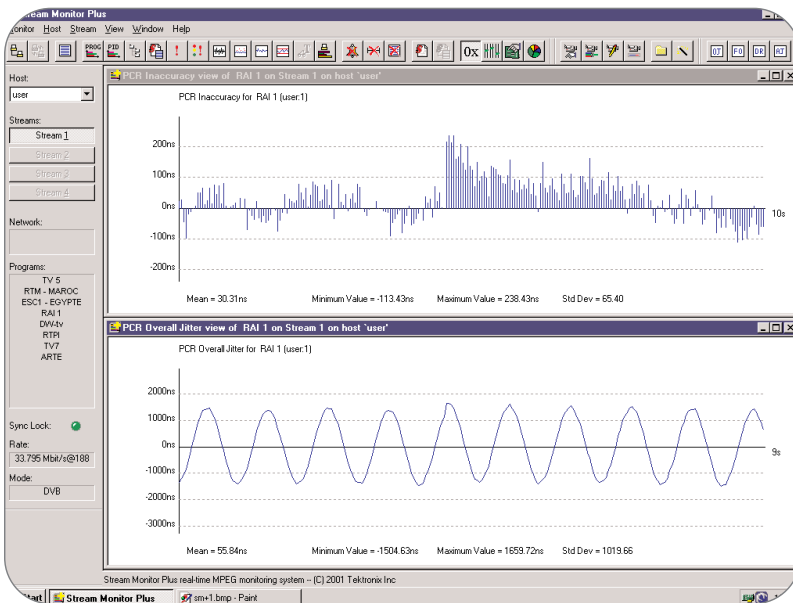 Stream Monitor Plus
Monitor Host Stream View Window Help
PROG PID 0x OT FO DR AT
Host:
user
Streams:
Stream 1
Stream 2
Stream 3
Stream 4
Network:
Programs:
TV 5
RTM - MAROC
ESC1 - EGYPTE
RAI 1
DW-tv
RTPI
TV7
ARTE
Sync Lock:
Rate:
33.795 Mbit/s@188
Mode:
DVB
PCR Inaccuracy view of RAI 1 on Stream 1 on host 'user'
PCR Inaccuracy for RAI 1 (user:1)
200ns
100ns
0ns
-100ns
-200ns
10s
Mean = 30.31ns Minimum Value = -113.43ns Maximum Value = 238.43ns Std Dev = 65.40
PCR Overall Jitter view of RAI 1 on Stream 1 on host 'user'
PCR Overall Jitter for RAI 1 (user:1)
2000ns
1000ns
0ns
-1000ns
-2000ns
-3000ns
9s
Mean = 55.84ns Minimum Value = -1504.63ns Maximum Value = 1659.72ns Std Dev = 1019.66
Stream Monitor Plus real-time MPEG monitoring system -- (C) 2001 Tektronix Inc
Start Stream Monitor Plus sm+1.bmp - Paint